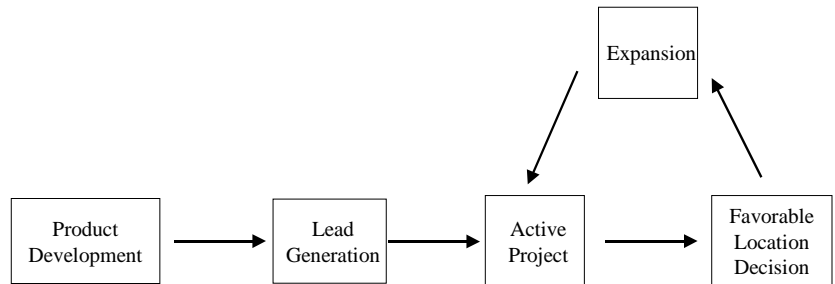 Expansion
Product
Development
Lead
Generation
Active
Project
Favorable
Location
Decision